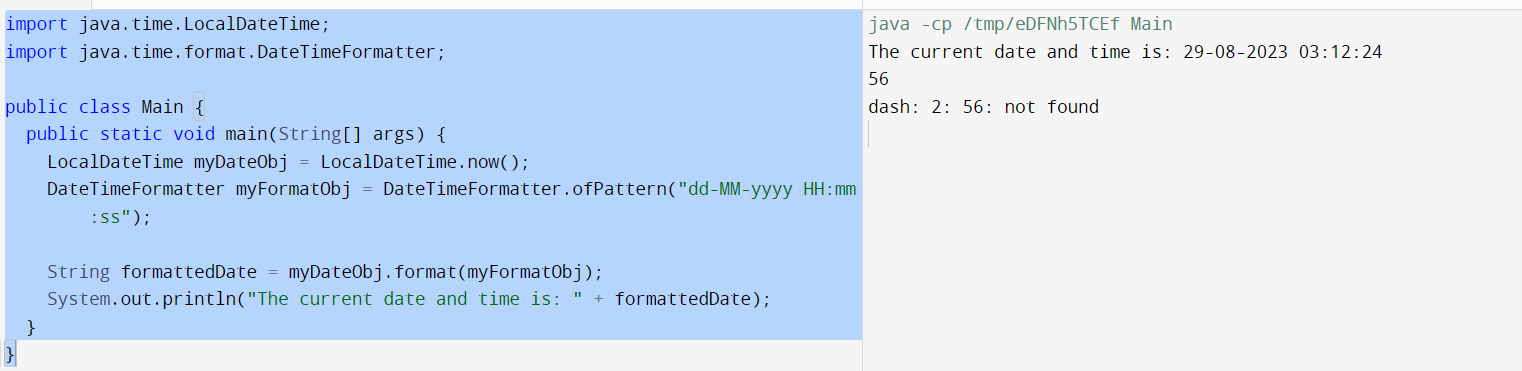 import java.time.LocalDateTime;
import java.time.format.DateTimeFormatter;
public class Main {
public static void main(String[] args) {
LocalDateTime myDateObj = LocalDateTime.now();
DateTimeFormatter myFormatObj = DateTimeFormatter.ofPattern("dd-MM-yyyy HH:mm
:ss");
String formattedDate = myDateObj.format(myFormatObj);
System.out.println("The current date and time is: " + formattedDate);
}
}
java -cp /tmp/eDFNh5TCEf Main
The current date and time is: 29-08-2023 03:12:24
56
dash: 2: 56: not found